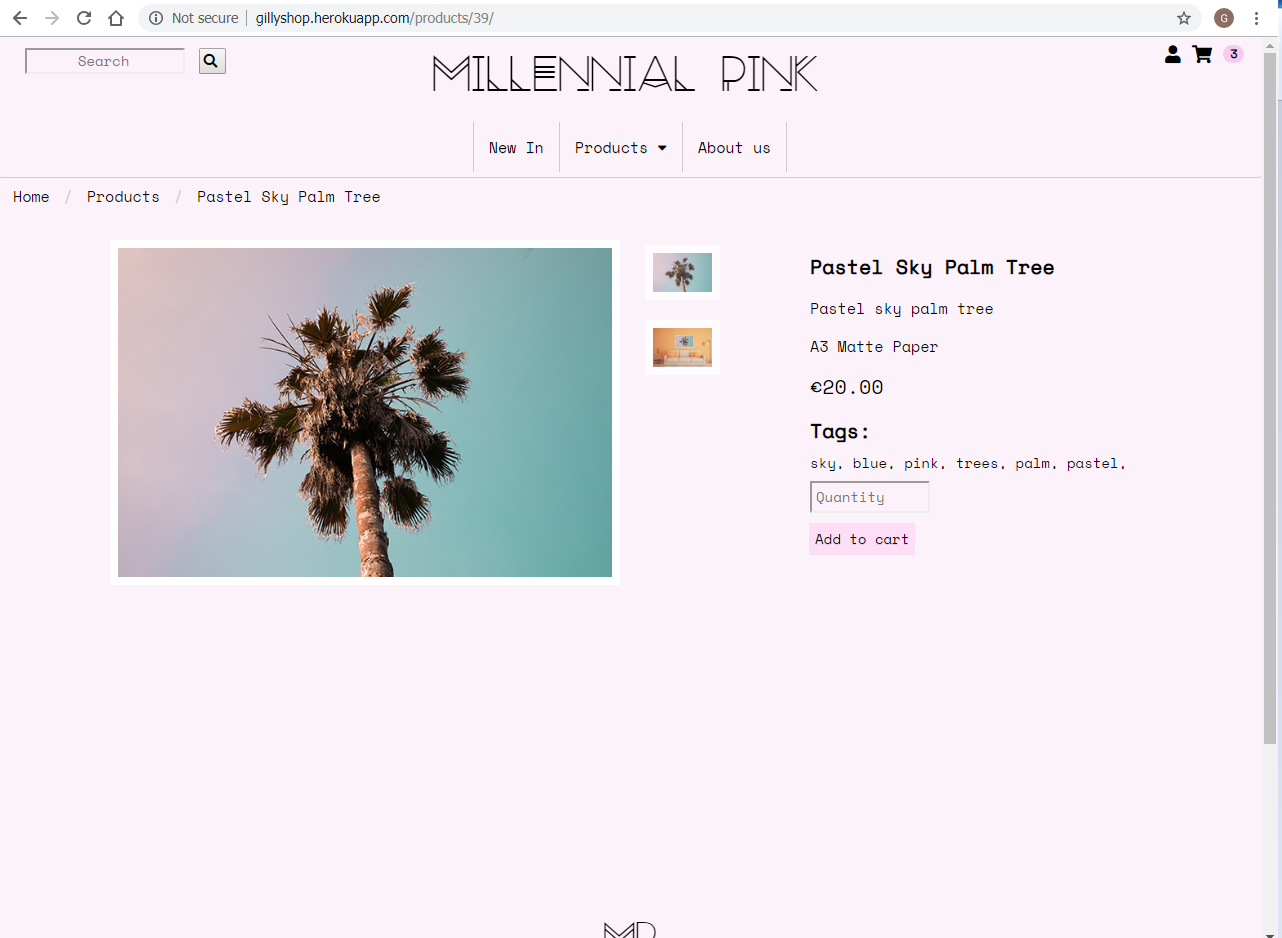 Not secure gillyshop.herokuapp.com/products/39/
G
Search
MILLENNIAL PINK
3
New In
Products
About us
Home / Products / Pastel Sky Palm Tree
Pastel Sky Palm Tree
Pastel sky palm tree
A3 Matte Paper
€20.00
Tags:
sky, blue, pink, trees, palm, pastel,
Quantity
Add to cart
MP